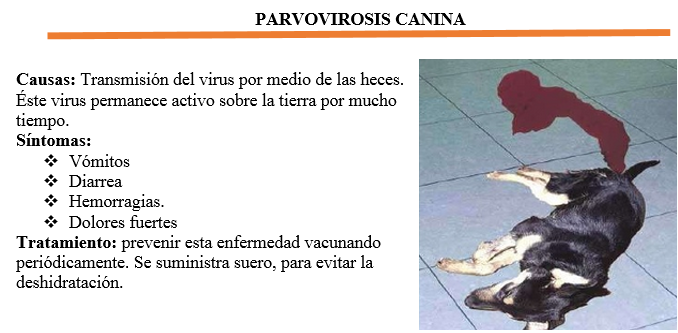 PARVOVIROSIS CANINA
Causas: Transmisión del virus por medio de las heces.
Éste virus permanece activo sobre la tierra por mucho
tiempo.
Síntomas:
❖ Vómitos
❖ Diarrea
❖ Hemorragias.
❖ Dolores fuertes
Tratamiento: prevenir esta enfermedad vacunando
periódicamente. Se suministra suero, para evitar la
deshidratación.